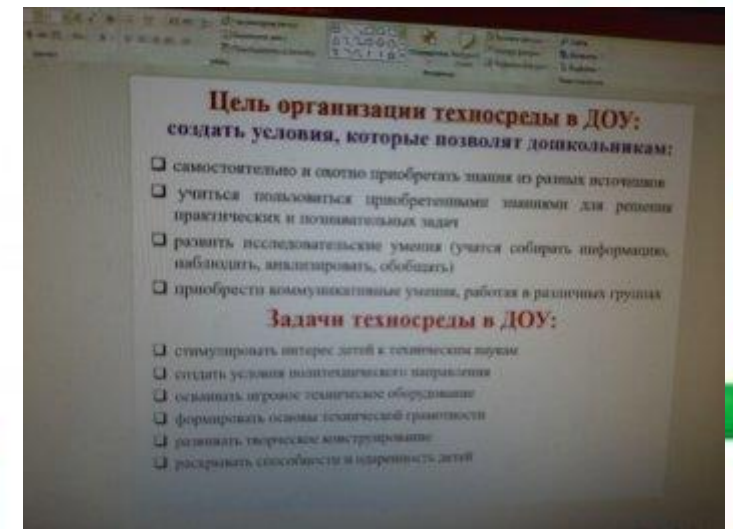 Цель организации техносреды в ДОУ:
создать условия, которые позволят дошкольникам:
❑ самостоятельно и охотно приобретать знания из разных источников
❑ учиться пользоваться приобретенными знаниями для решения
практических и познавательных задач
❑ развить исследовательские умения (учатся собирать информацию,
наблюдать, анализировать, обобщать)
❑ приобрести коммуникативные умения, работая в различных группах
Задачи техносреды в ДОУ:
❑ стимулировать интерес детей к техническим наукам
❑ создать условия политехнического направления
❑ осваивать игровое техническое оборудование
❑ формировать основы технической грамотности
❑ развивать творческое конструирование
❑ раскрывать способности и одаренность детей